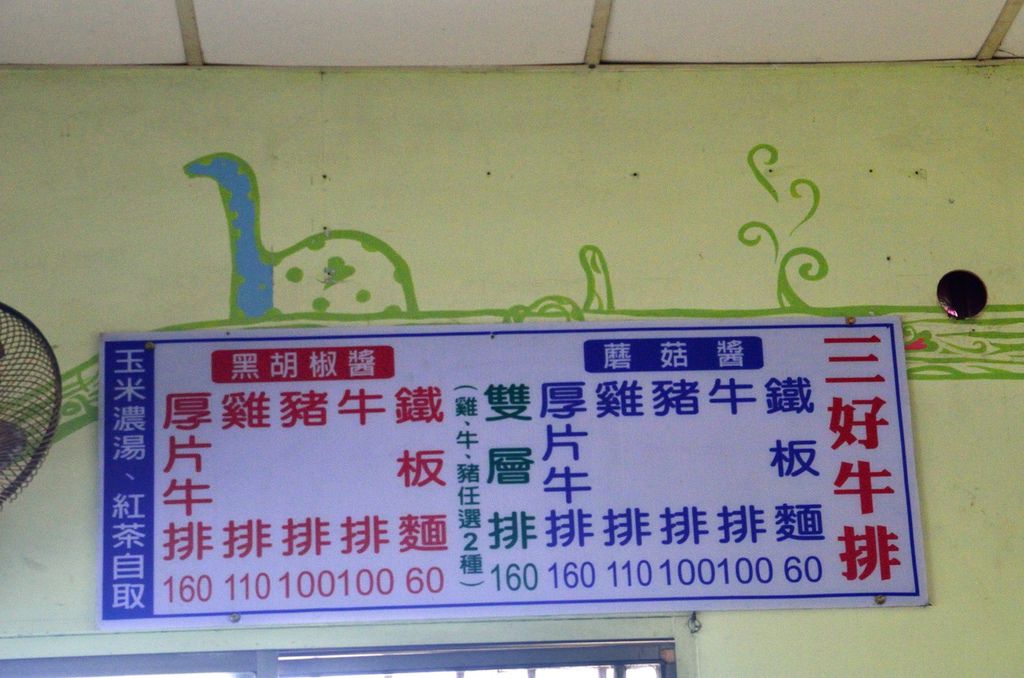 三好牛排
蘑菇醬
鐵板麵 60
牛排 100
豬排 100
雞排 110
厚片牛排 160
雙層排 160
(雞、牛、豬任選2種)
黑胡椒醬
鐵板麵 60
牛排 100
豬排 100
雞排 110
厚片牛排 160
玉米濃湯、紅茶自取